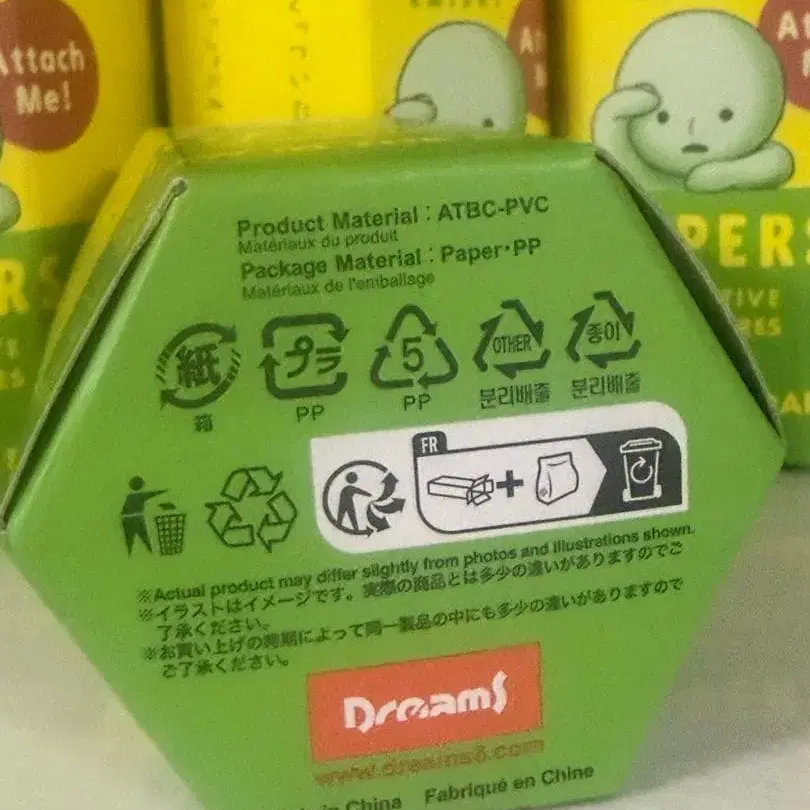 Attach
Me!
Product Material : ATBC-PVC
Matériaux du produit
Package Material : Paper・PP
Matériaux de l'emballage
紙
プラ
5
OTHER
종이
箱
PP
PP
분리배출
분리배출
FR
※Actual product may differ slightly from photos and illustrations shown.
※イラストはイメージです。実際の商品とは多少の違いがありますのでご
了承ください。
※お買い上げの時期によって同一製品の中にも多少の違いがありますので
ご了承ください。
DreamS
www.dreams6.com
in China Fabriqué en Chine